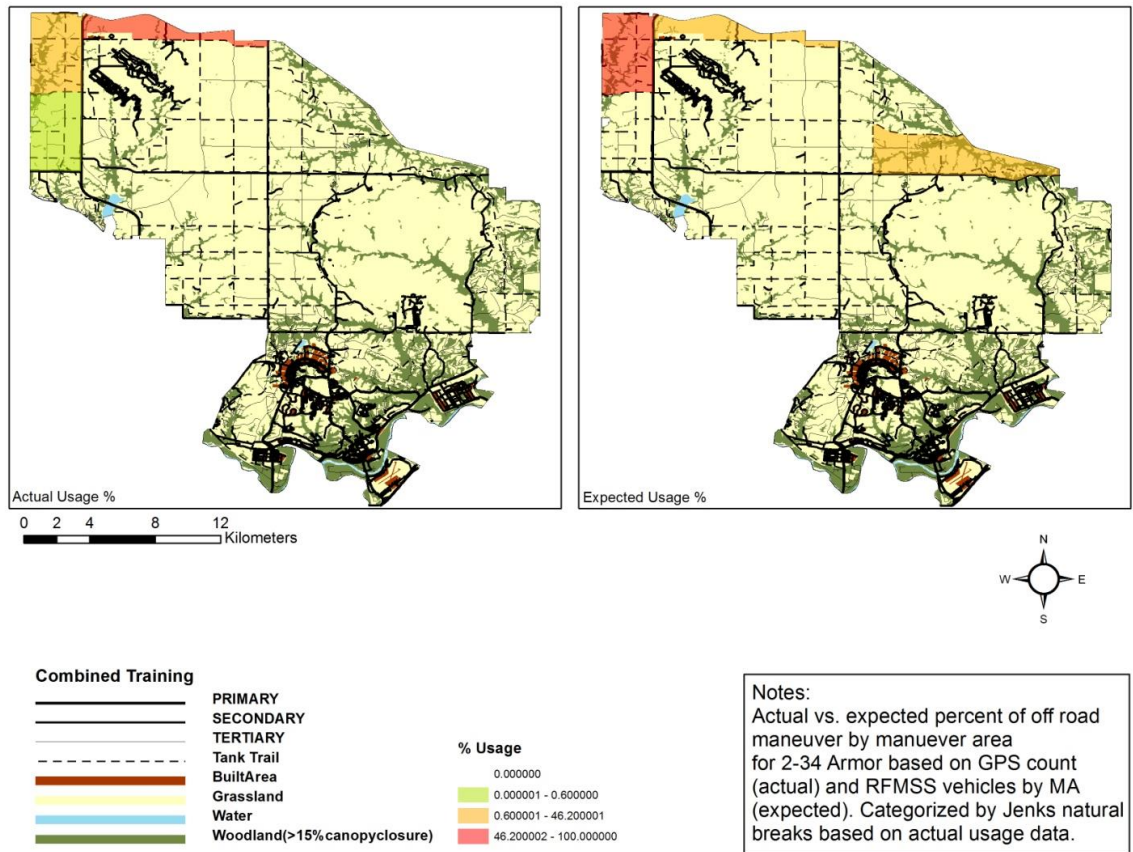 Actual Usage %
Expected Usage %
0 2 4 8 12
Kilometers
N
W E
S
Combined Training
PRIMARY
SECONDARY
TERTIARY
Tank Trail
BuiltArea
Grassland
Water
Woodland(>15%canopyclosure)
% Usage
0.000000
0.000001 - 0.600000
0.600001 - 46.200001
46.200002 - 100.000000
Notes:
Actual vs. expected percent of off road
maneuver by manuever area
for 2-34 Armor based on GPS count
(actual) and RFMSS vehicles by MA
(expected). Categorized by Jenks natural
breaks based on actual usage data.